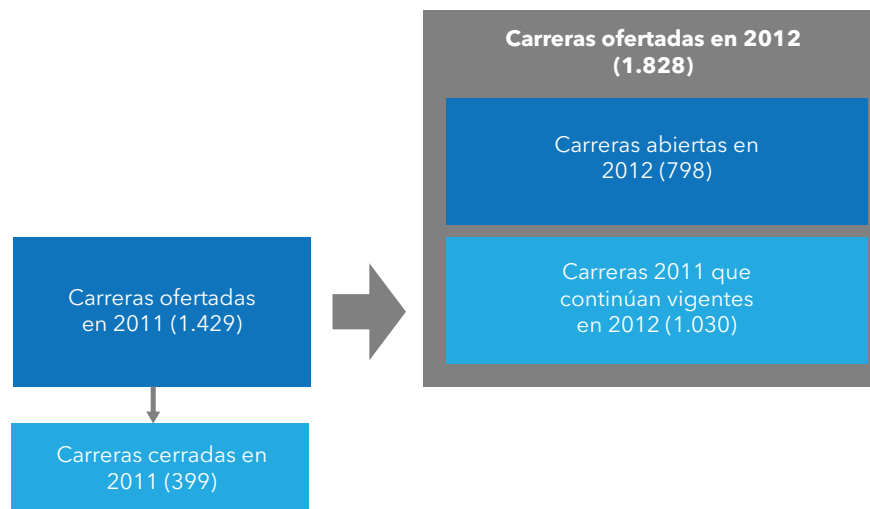 Carreras ofertadas en 2012
(1.828)
Carreras abiertas en
2012 (798)
Carreras 2011 que
continúan vigentes
en 2012 (1.030)
Carreras ofertadas
en 2011 (1.429)
Carreras cerradas en
2011 (399)